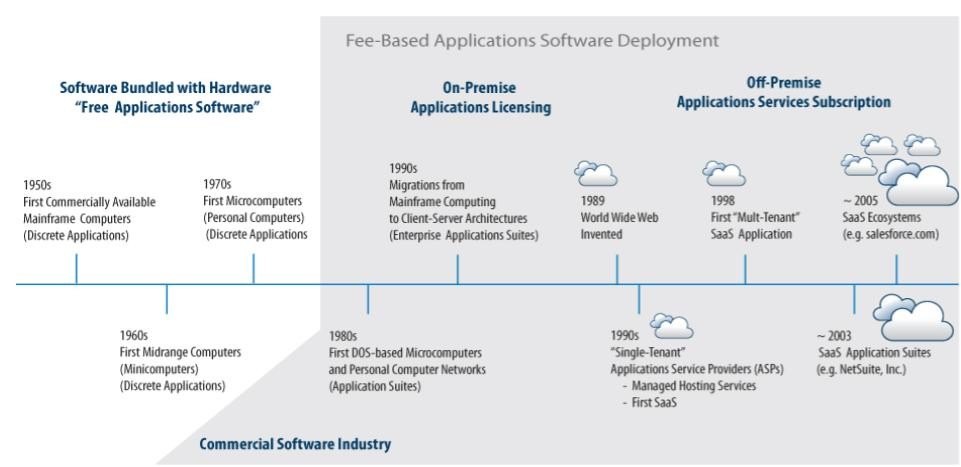 Fee-Based Applications Software Deployment
Software Bundled with Hardware
"Free Applications Software"
On-Premise
Applications Licensing
Off-Premise
Applications Services Subscription
1950s
First Commercially Available
Mainframe Computers
(Discrete Applications)
1970s
First Microcomputers
(Personal Computers)
(Discrete Applications
1990s
Migrations from
Mainframe Computing
to Client-Server Architectures
(Enterprise Applications Suites)
1989
World Wide Web
Invented
1998
First "Mult-Tenant"
SaaS Application
~ 2005
SaaS Ecosystems
(e.g. salesforce.com)
1960s
First Midrange Computers
(Minicomputers)
(Discrete Applications)
1980s
First DOS-based Microcomputers
and Personal Computer Networks
(Application Suites)
1990s
"Single-Tenant"
Applications Service Providers (ASPs)
- Managed Hosting Services
- First SaaS
~ 2003
SaaS Application Suites
(e.g. NetSuite, Inc.)
Commercial Software Industry